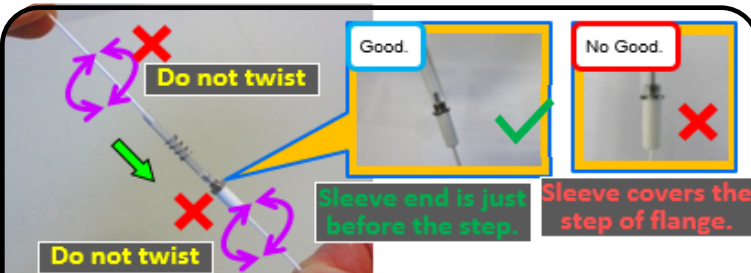 Good.
No Good.
Do not twist
Sleeve end is just
before the step.
Sleeve covers the
step of flange.
Do not twist